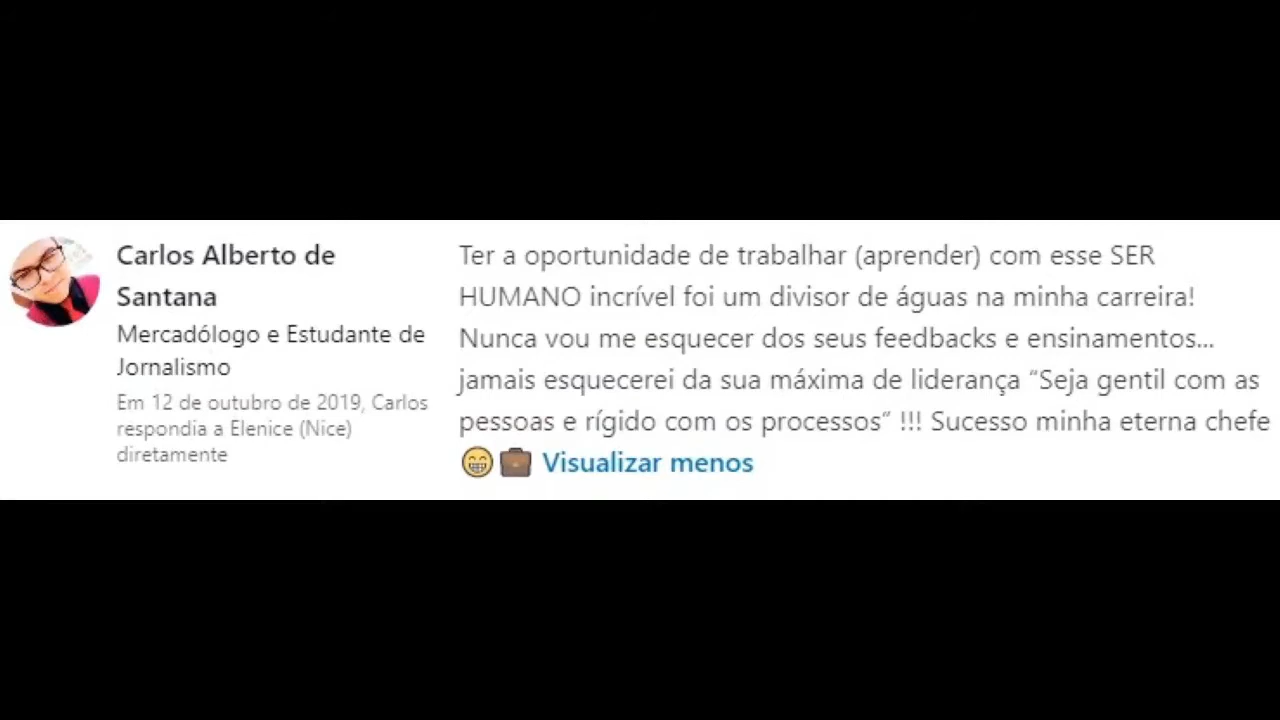 Carlos Alberto de
Santana
Mercadólogo e Estudante de
Jornalismo
Em 12 de outubro de 2019, Carlos
respondia a Elenice (Nice)
diretamente
Ter a oportunidade de trabalhar (aprender) com esse SER
HUMANO incrível foi um divisor de águas na minha carreira!
Nunca vou me esquecer dos seus feedbacks e ensinamentos...
jamais esquecerei da sua máxima de liderança “Seja gentil com as
pessoas e rígido com os processos” !!! Sucesso minha eterna chefe
😁💼 Visualizar menos